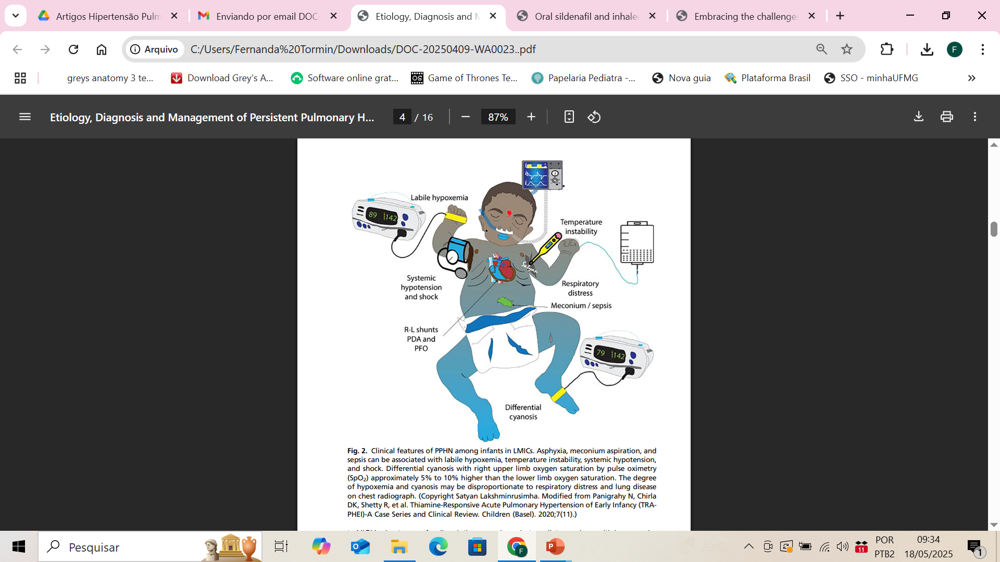 Artigos Hipertensão Pulm
Enviando por email DOC-
Etiology, Diagnosis and M
Oral sildenafil and inhale
Embracing the challenges
Arquivo
C:/Users/Fernanda%20Tormin/Downloads/DOC-20250409-WA0023..pdf
F
greys anatomy 3 te...
Download Grey's A...
Software online grat...
OS
Game of Thrones Te...
Papelaria Pediatra -...
Nova guia
Plataforma Brasil
SSO - minhaUFMG
Etiology, Diagnosis and Management of Persistent Pulmonary H...
4 / 16
87%
Labile hypoxemia
89 142
Temperature
instability
Satyan
Systemic
hypotension
and shock
Respiratory
distress
Meconium / sepsis
R-L shunts
PDA and
PFO
79 142
Differential
cyanosis
Fig. 2. Clinical features of PPHN among infants in LMICs. Asphyxia, meconium aspiration, and
sepsis can be associated with labile hypoxemia, temperature instability, systemic hypotension,
and shock. Differential cyanosis with right upper limb oxygen saturation by pulse oximetry
(SpO₂) approximately 5% to 10% higher than the lower limb oxygen saturation. The degree
of hypoxemia and cyanosis may be disproportionate to respiratory distress and lung disease
on chest radiograph. (Copyright Satyan Lakshminrusimha. Modified from Panigrahy N, Chirla
DK, Shetty R, et al. Thiamine-Responsive Acute Pulmonary Hypertension of Early Infancy (TRA-
PHEI)-A Case Series and Clinical Review. Children (Basel). 2020;7(11).)
Pesquisar
F
20°C
11
POR
PTB2
09:34
18/05/2025
1